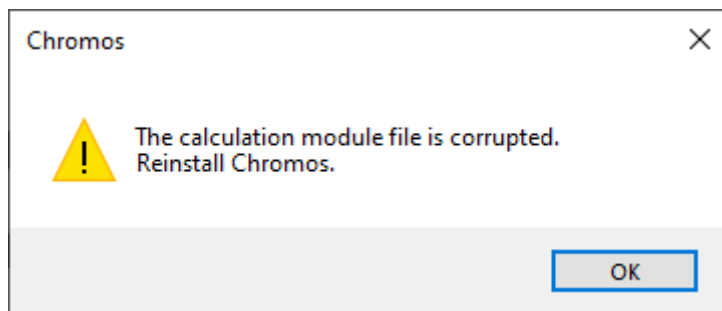 Chromos
The calculation module file is corrupted.
Reinstall Chromos.
OK